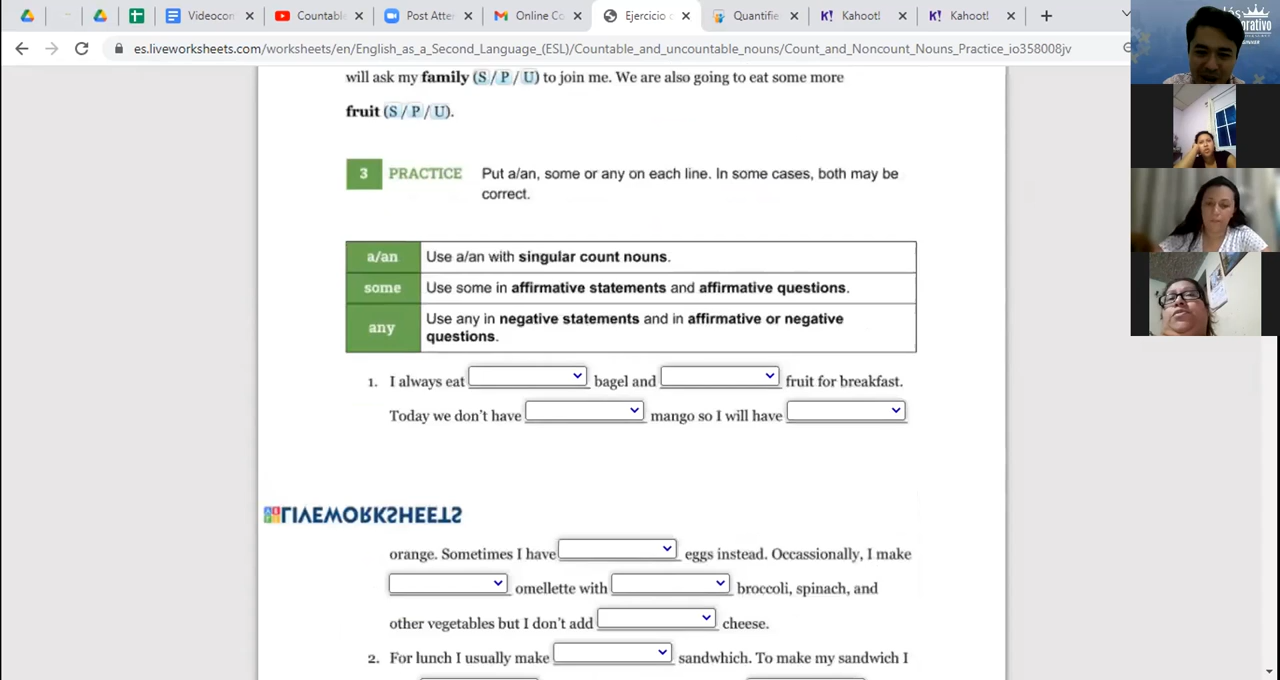 Videocon
Countable
Post Atte
Online Co
Ejercicio
Quantifie
Kahoot!
Kahoot!
es.liveworksheets.com/worksheets/en/English_as_a_Second_Language_(ESL)/Countable_and_uncountable_nouns/Count_and_Noncount_Nouns_Practice_io358008jv
will ask my family (S / P / U) to join me. We are also going to eat some more
fruit (S / P / U).
3 PRACTICE Put a/an, some or any on each line. In some cases, both may be
correct.
a/an Use a/an with singular count nouns.
some Use some in affirmative statements and affirmative questions.
any Use any in negative statements and in affirmative or negative
questions.
1. I always eat bagel and fruit for breakfast.
Today we don't have mango so I will have
LIVEWORKSHEETS
orange. Sometimes I have eggs instead. Occassionally, I make
omellette with broccoli, spinach, and
other vegetables but I don't add cheese.
2. For lunch I usually make sandwhich. To make my sandwich I